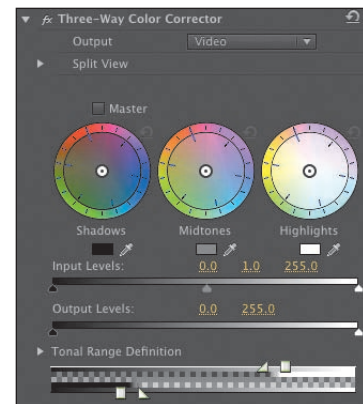 fx Three-Way Color Corrector
Output Video
Split View
Master
Shadows Midtones Highlights
Input Levels: 0.0 1.0 255.0
Output Levels: 0.0 255.0
Tonal Range Definition